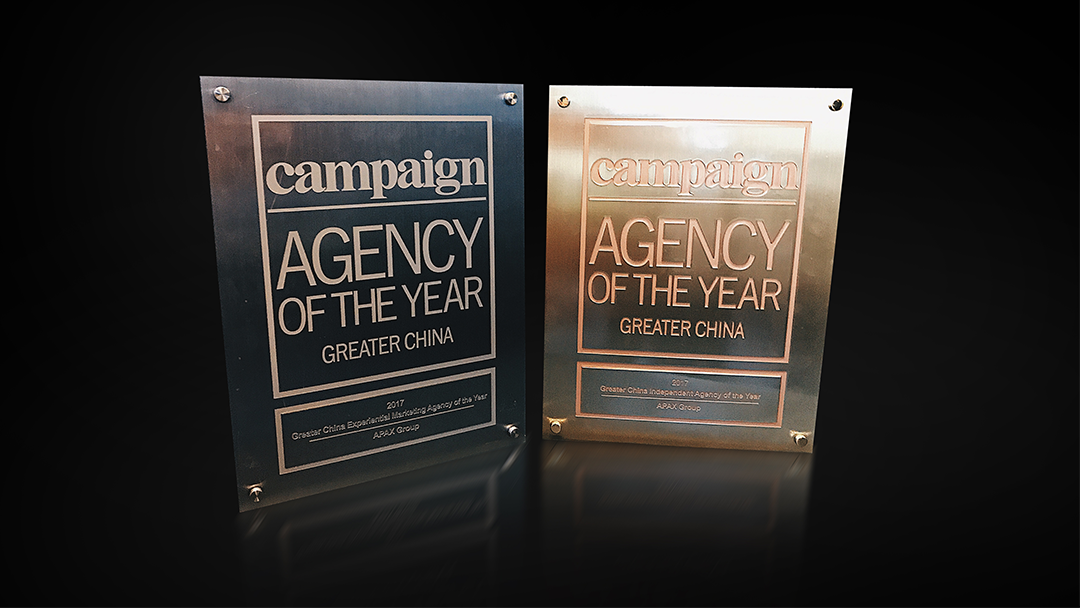 campaign
AGENCY
OF THE YEAR
GREATER CHINA
2017
Greater China Experiential Marketing Agency of the Year
APAX Group
campaign
AGENCY
OF THE YEAR
GREATER CHINA
2017
Greater China Independent Agency of the Year
APAX Group